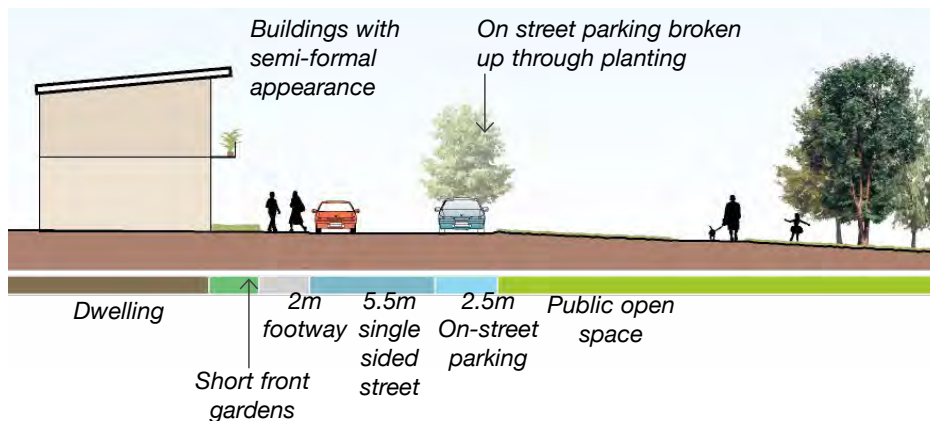 Buildings with
semi-formal
appearance
On street parking broken
up through planting
Dwelling
Short front
gardens
2m
footway
5.5m
single
sided
street
2.5m
On-street
parking
Public open
space